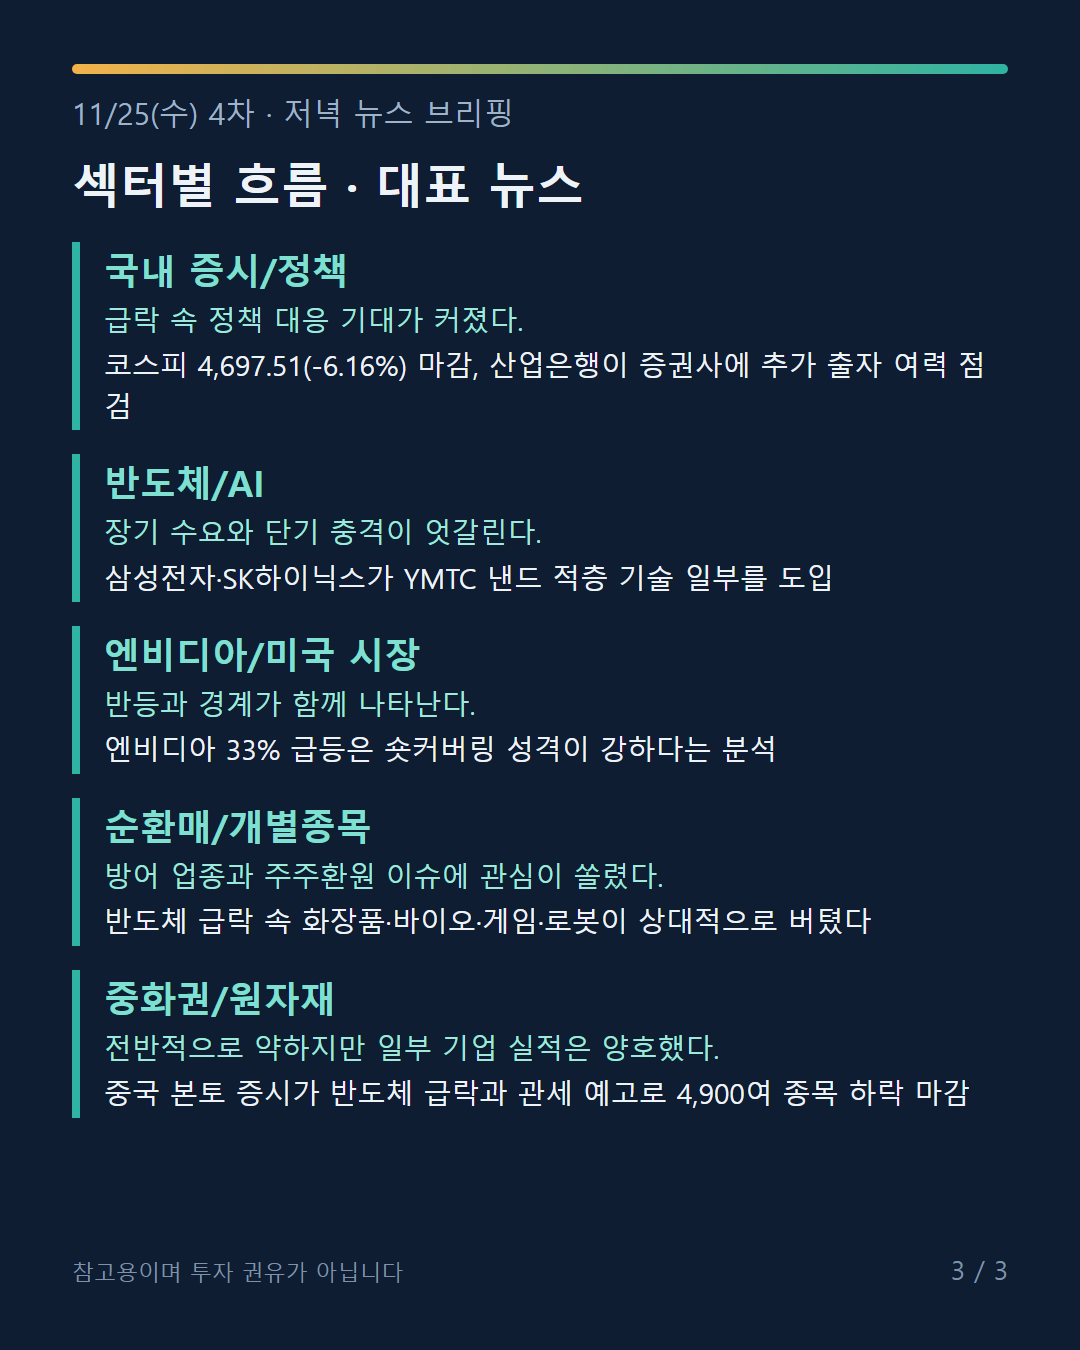 11/25(수) 4차 · 저녁 뉴스 브리핑
섹터별 흐름 · 대표 뉴스
국내 증시/정책
급락 속 정책 대응 기대가 커졌다.
코스피 4,697.51(-6.16%) 마감, 산업은행이 증권사에 추가 출자 여력 점
검
반도체/AI
장기 수요와 단기 충격이 엇갈린다.
삼성전자·SK하이닉스가 YMTC 낸드 적층 기술 일부를 도입
엔비디아/미국 시장
반등과 경계가 함께 나타난다.
엔비디아 33% 급등은 숏커버링 성격이 강하다는 분석
순환매/개별종목
방어 업종과 주주환원 이슈에 관심이 쏠렸다.
반도체 급락 속 화장품·바이오·게임·로봇이 상대적으로 버텼다
중화권/원자재
전반적으로 약하지만 일부 기업 실적은 양호했다.
중국 본토 증시가 반도체 급락과 관세 예고로 4,900여 종목 하락 마감
참고용이며 투자 권유가 아닙니다
3 / 3